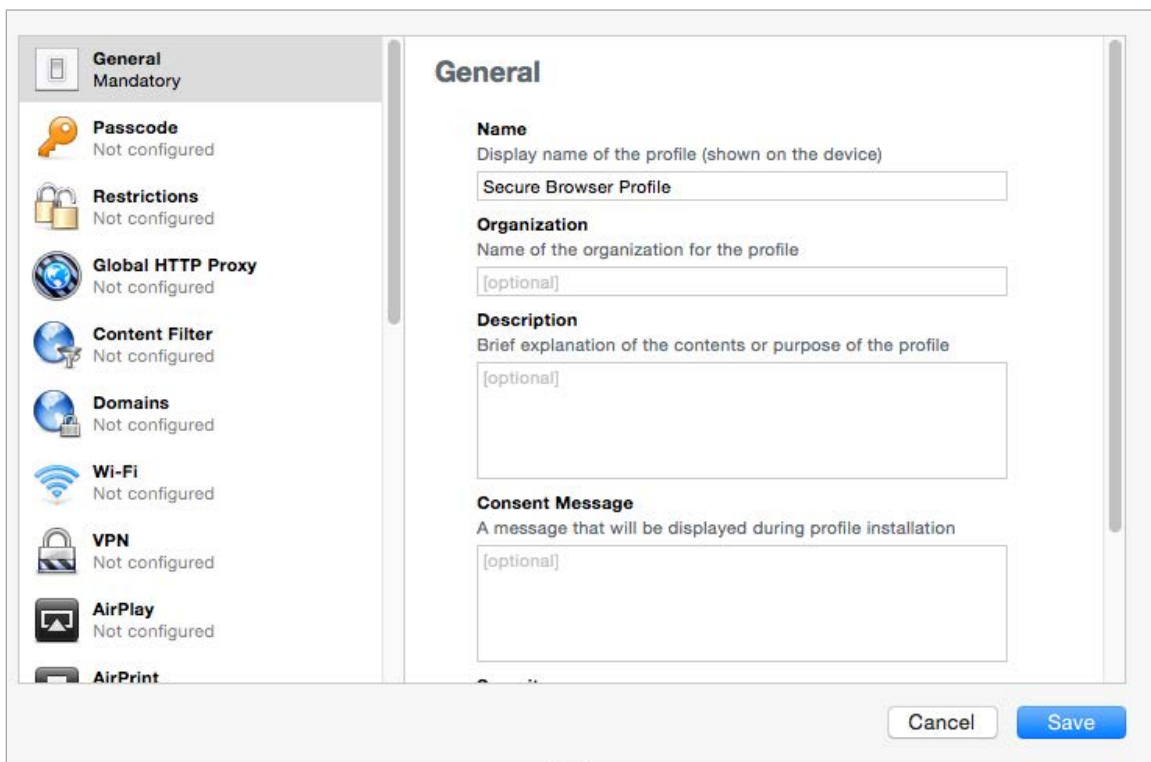 General
Mandatory
Passcode
Not configured
Restrictions
Not configured
Global HTTP Proxy
Not configured
Content Filter
Not configured
Domains
Not configured
Wi-Fi
Not configured
VPN
Not configured
AirPlay
Not configured
AirPrint
General
Name
Display name of the profile (shown on the device)
Secure Browser Profile
Organization
Name of the organization for the profile
[optional]
Description
Brief explanation of the contents or purpose of the profile
[optional]
Consent Message
A message that will be displayed during profile installation
[optional]
Cancel
Save